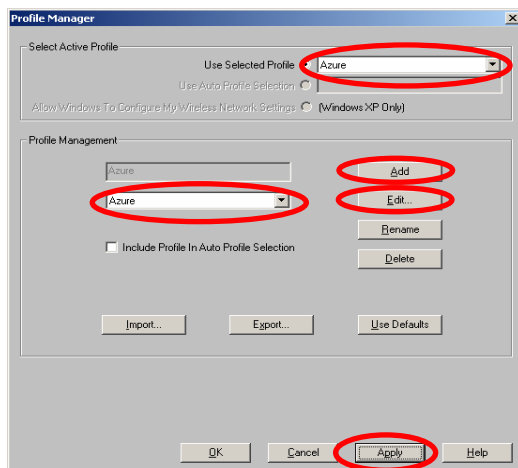 Profile Manager
Select Active Profile
Use Selected Profile Azure
Use Auto Profile Selection
Allow Windows To Configure My Wireless Network Settings (Windows XP Only)
Profile Management
Azure Add
Azure Edit...
Rename
Include Profile In Auto Profile Selection
Delete
Import... Export... Use Defaults
OK Cancel Apply Help